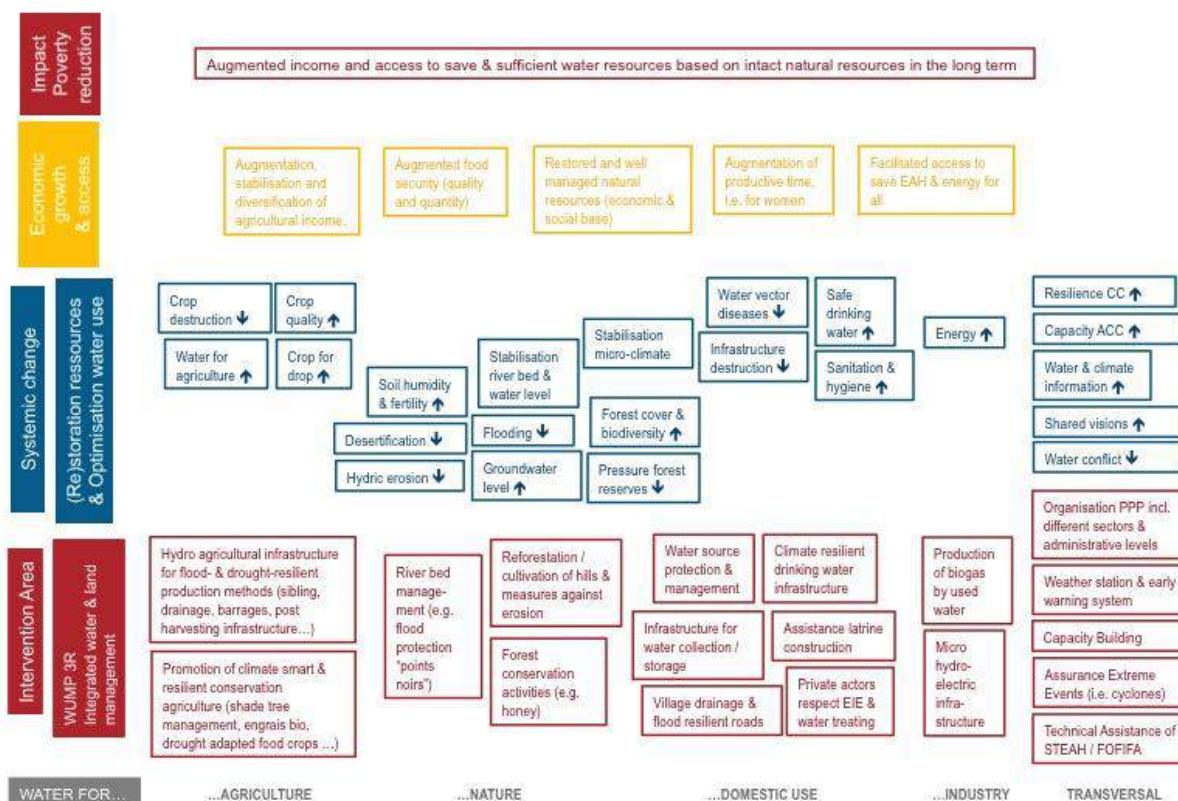 Impact
Poverty
reduction
Augmented income and access to save & sufficient water resources based on intact natural resources in the long term
Economic
growth
& access
Augmentation,
stabilisation and
diversification of
agricultural income.
Augmented food
security (quality
and quantity)
Restored and well
managed natural
resources (economic &
social base)
Augmentation of
productive time,
i.e. for women
Facilitated access to
save EAH & energy for
all
Systemic change
(Re)storation ressources
& Optimisation water use
Crop
destruction ↓
Crop
quality ↑
Water for
agriculture ↑
Crop for
drop ↑
Soil humidity
& fertility ↑
Desertification ↓
Hydric erosion ↓
Stabilisation
river bed &
water level
Flooding ↓
Groundwater
level ↑
Stabilisation
micro-climate
Forest cover &
biodiversity ↑
Pressure forest
reserves ↓
Water vector
diseases ↓
Infrastructure
destruction ↓
Safe
drinking
water ↑
Sanitation &
hygiene ↑
Energy ↑
Resilience CC ↑
Capacity ACC ↑
Water & climate
information ↑
Shared visions ↑
Water conflict ↓
Intervention Area
WUMP 3R
Integrated water & land
management
Hydro agricultural infrastructure
for flood- & drought-resilient
production methods (sibling,
drainage, barrages, post
harvesting infrastructure…)
Promotion of climate smart &
resilient conservation
agriculture (shade tree
management, engrais bio,
drought adapted food crops …)
River bed
manage-
ment (e.g.
flood
protection
"points
noirs")
Reforestation /
cultivation of hills &
measures against
erosion
Forest
conservation
activities (e.g.
honey)
Water source
protection &
management
Climate resilient
drinking water
infrastructure
Infrastructure for
water collection /
storage
Assistance latrine
construction
Village drainage &
flood resilient roads
Private actors
respect EIE &
water treating
Production
of biogas
by used
water
Micro
hydro-
electric
infra-
structure
Organisation PPP incl.
different sectors &
administrative levels
Weather station & early
warning system
Capacity Building
Assurance Extreme
Events (i.e. cyclones)
Technical Assistance of
STEAH / FOFIFA
WATER FOR… …AGRICULTURE …NATURE …DOMESTIC USE …INDUSTRY TRANSVERSAL